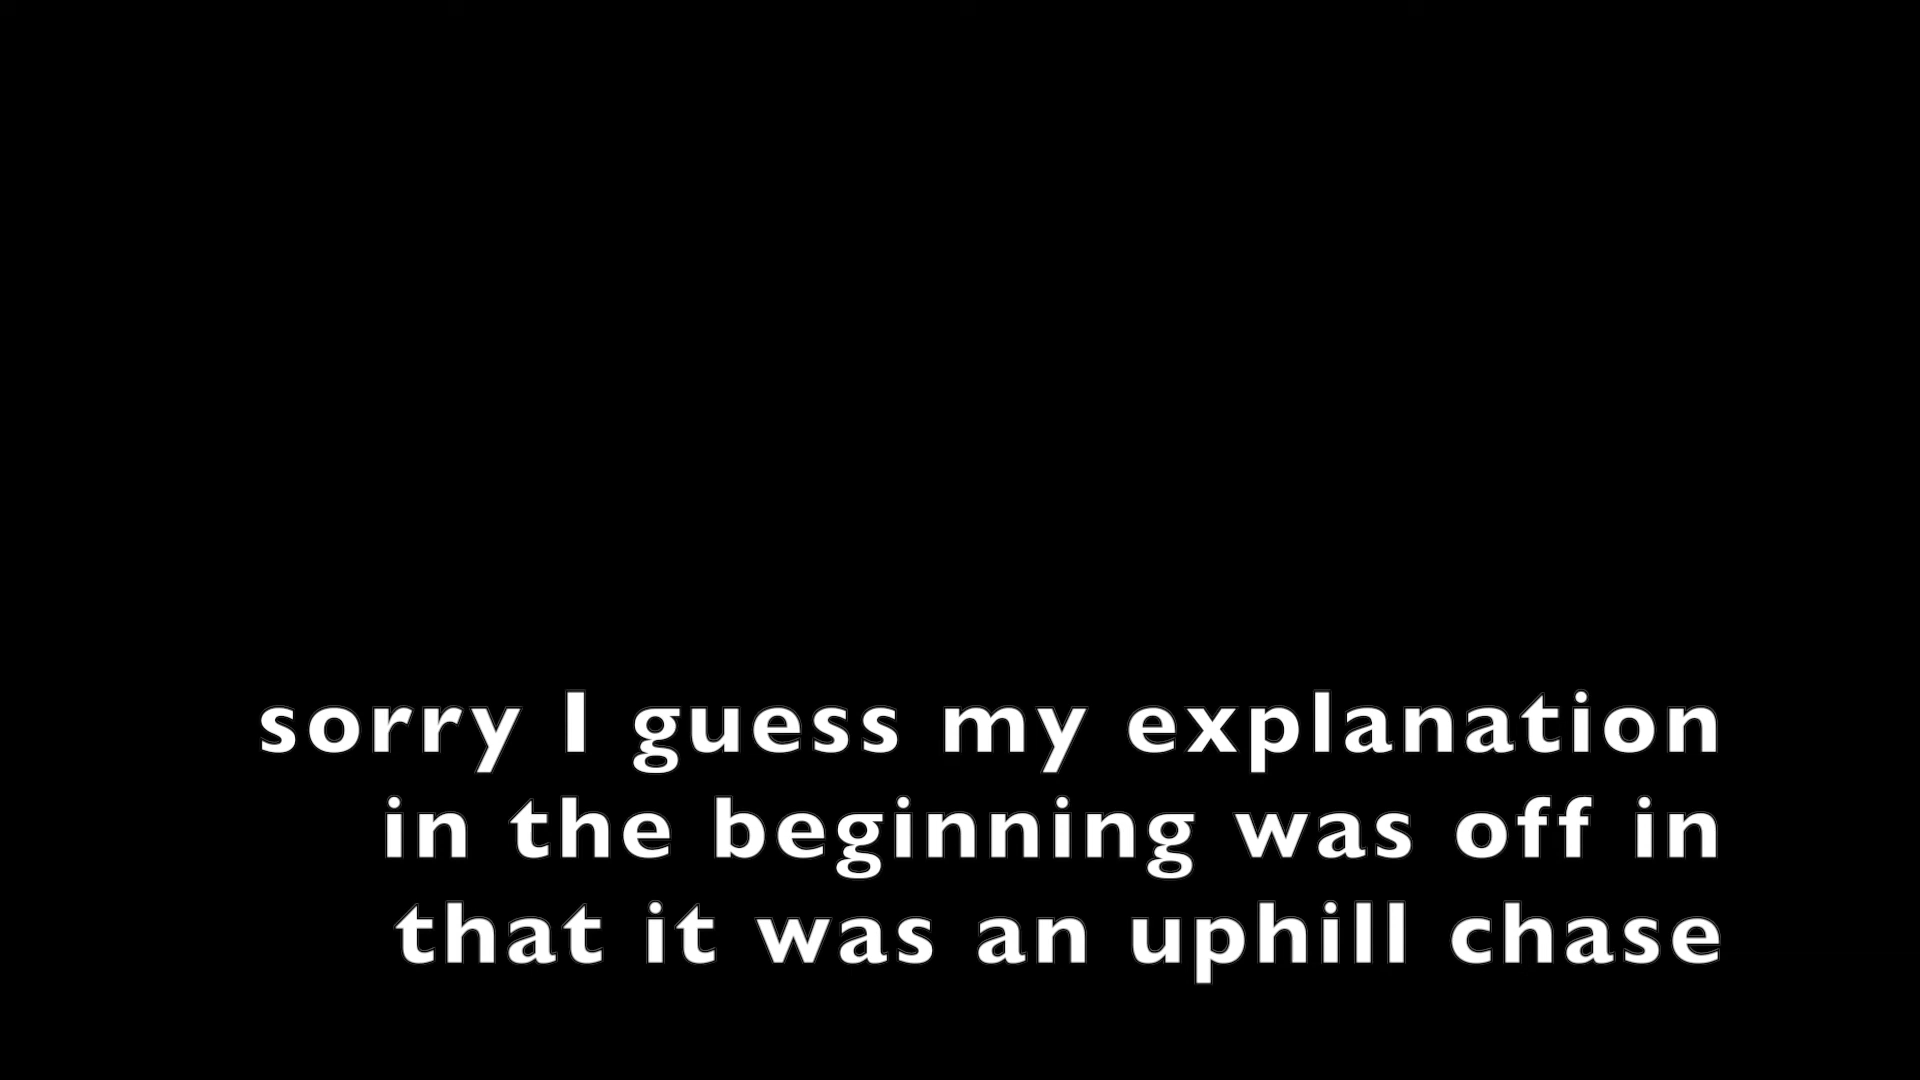 sorry I guess my explanation
in the beginning was off in
that it was an uphill chase